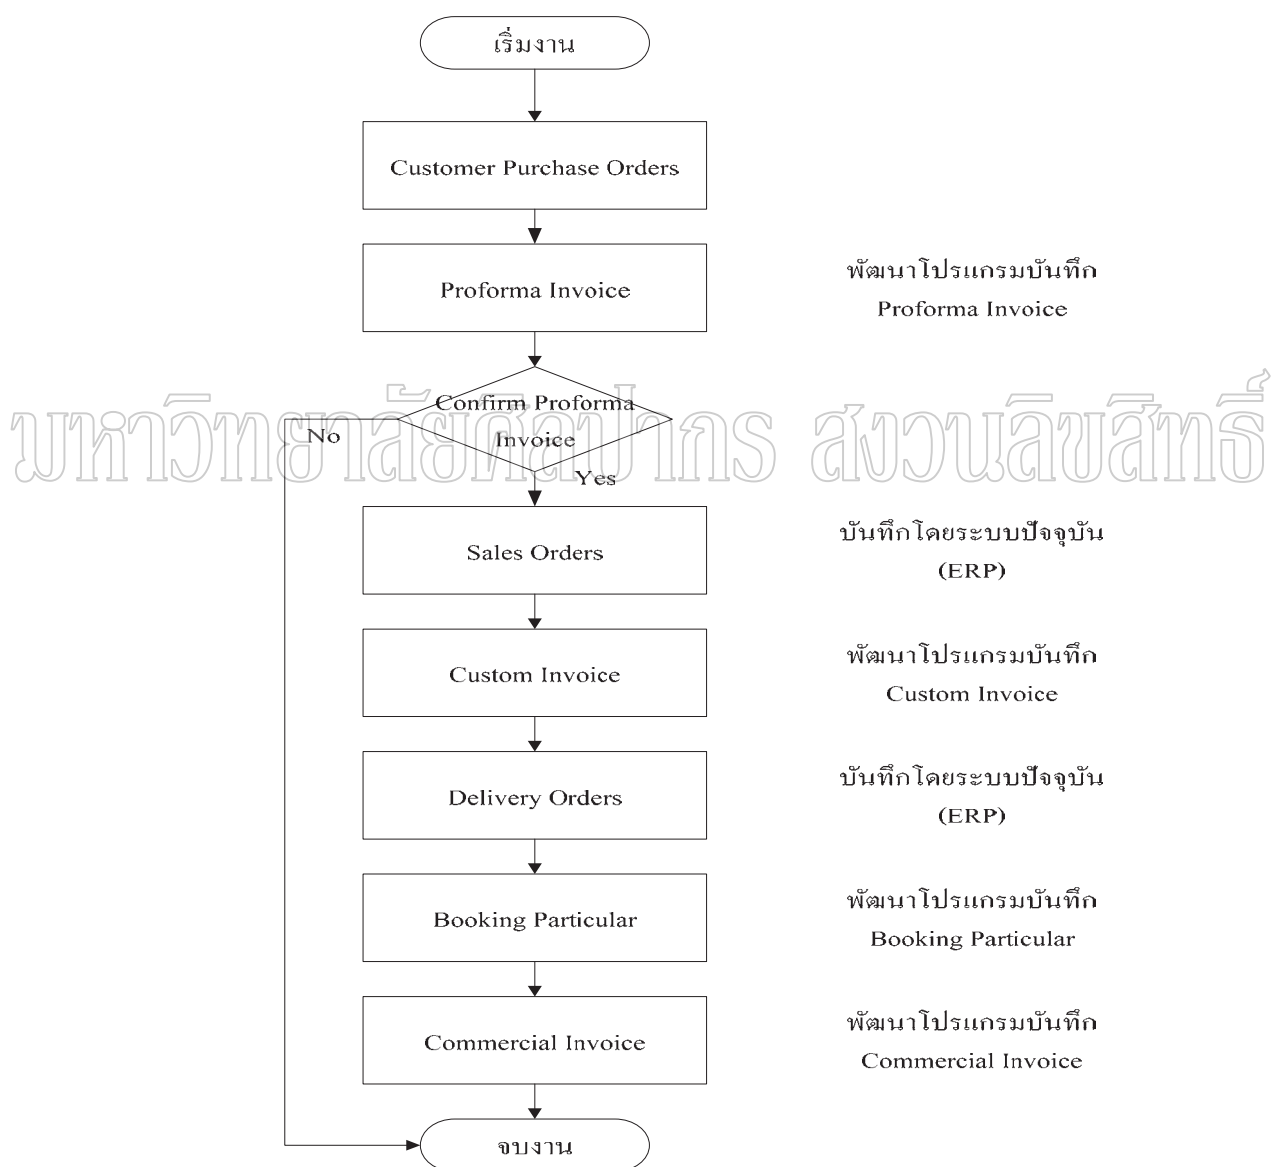 เริ่มงาน
Customer Purchase Orders
Proforma Invoice
พัฒนาโปรแกรมบันทึก
Proforma Invoice
Confirm Proforma
Invoice
No
Yes
มหาวิทยาลัยศิลปากร สงวนลิขสิทธิ์
Sales Orders
บันทึกโดยระบบปัจจุบัน
(ERP)
Custom Invoice
พัฒนาโปรแกรมบันทึก
Custom Invoice
Delivery Orders
บันทึกโดยระบบปัจจุบัน
(ERP)
Booking Particular
พัฒนาโปรแกรมบันทึก
Booking Particular
Commercial Invoice
พัฒนาโปรแกรมบันทึก
Commercial Invoice
จบงาน